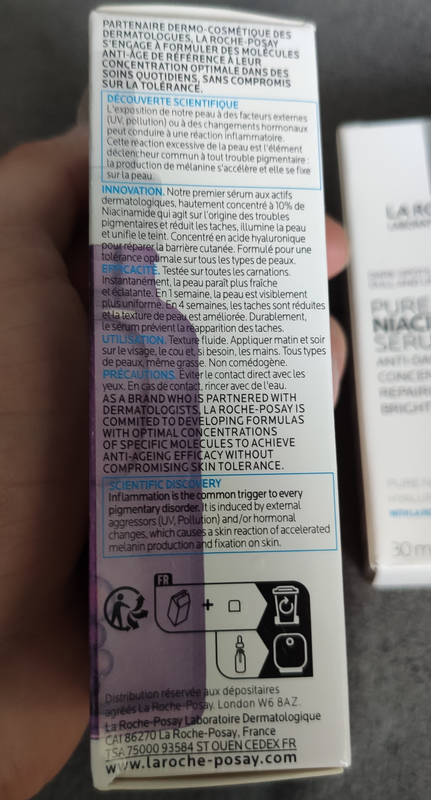 PARTENAIRE DERMO-COSMÉTIQUE DES
DERMATOLOGUES, LA ROCHE-POSAY
S'ENGAGE À FORMULER DES MOLÉCULES
ANTI-ÂGE DE RÉFÉRENCE À LEUR
CONCENTRATION OPTIMALE DANS DES
SOINS QUOTIDIENS, SANS COMPROMIS
SUR LA TOLÉRANCE.
DÉCOUVERTE SCIENTIFIQUE
L'exposition de notre peau à des facteurs externes
(UV, pollution) ou à des changements hormonaux
peut conduire à une réaction inflammatoire.
Cette réaction excessive de la peau est l'élément
déclencheur commun à tout trouble pigmentaire :
la production de mélanine s'accélère et elle se fixe
sur la peau.
INNOVATION. Notre premier sérum aux actifs
dermatologiques, hautement concentré à 10% de
Niacinamide qui agit sur l'origine des troubles
pigmentaires et réduit les taches, illumine la peau
et unifie le teint. Concentré en acide hyaluronique
pour réparer la barrière cutanée. Formulé pour une
tolérance optimale sur tous les types de peaux.
EFFICACITÉ. Testée sur toutes les carnations.
Instantanément, la peau paraît plus fraîche
et éclatante. En 1 semaine, la peau est visiblement
plus uniforme. En 4 semaines, les taches sont réduites
et la texture de peau est améliorée. Durablement,
le sérum prévient la réapparition des taches.
UTILISATION. Texture fluide. Appliquer matin et soir
sur le visage, le cou et, si besoin, les mains. Tous types
de peaux, même grasse. Non comédogène.
PRÉCAUTIONS. Éviter le contact direct avec les
yeux. En cas de contact, rincer avec de l'eau.
AS A BRAND WHO IS PARTNERED WITH
DERMATOLOGISTS, LA ROCHE-POSAY IS
COMMITED TO DEVELOPING FORMULAS
WITH OPTIMAL CONCENTRATIONS
OF SPECIFIC MOLECULES TO ACHIEVE
ANTI-AGEING EFFICACY WITHOUT
COMPROMISING SKIN TOLERANCE.
SCIENTIFIC DISCOVERY
Inflammation is the common trigger to every
pigmentary disorder. It is induced by external
aggressors (UV, Pollution) and/or hormonal
changes, which causes a skin reaction of accelerated
melanin production and fixation on skin.
FR
+
Distribution réservée aux dépositaires
agréés La Roche-Posay. London W6 8AZ.
La Roche-Posay Laboratoire Dermatologique
CAI 86270 La Roche-Posay, France
TSA 75000 93584 ST OUEN CEDEX FR
www.laroche-posay.com
LA RO
LABORAT
PURE
NIACI
SERU
ANTI-DA
CONCEN
REPAIRI
BRIGHT
PURE N
HYALU
30 m